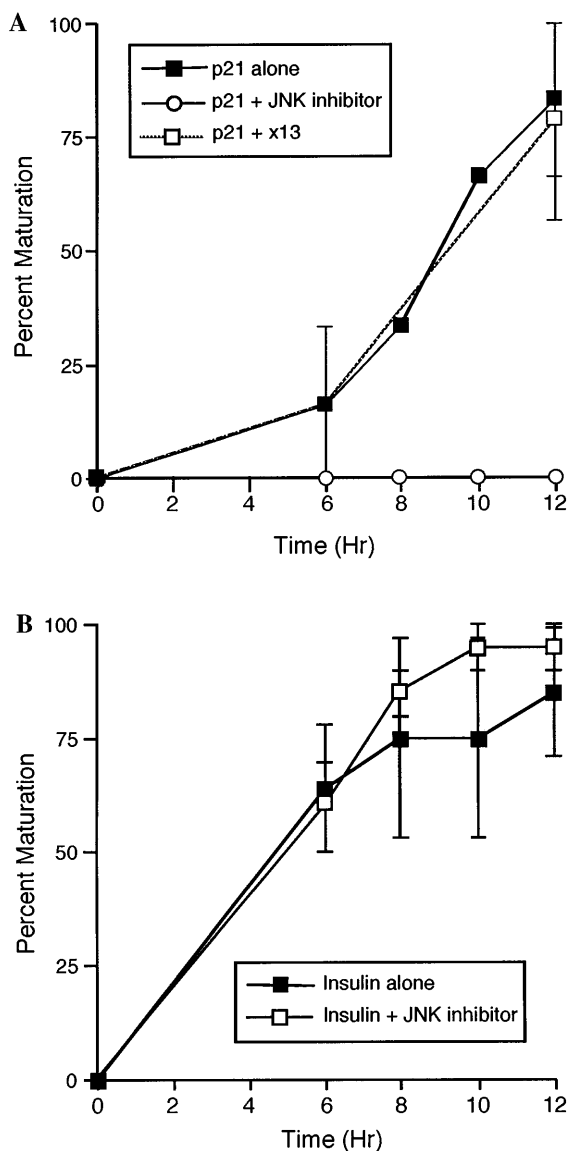 A
100
75
50
25
0
Percent Maturation
p21 alone
p21 + JNK inhibitor
p21 + x13
0 2 4 6 8 10 12
Time (Hr)
B
100
75
50
25
0
Percent Maturation
Insulin alone
Insulin + JNK inhibitor
0 2 4 6 8 10 12
Time (Hr)